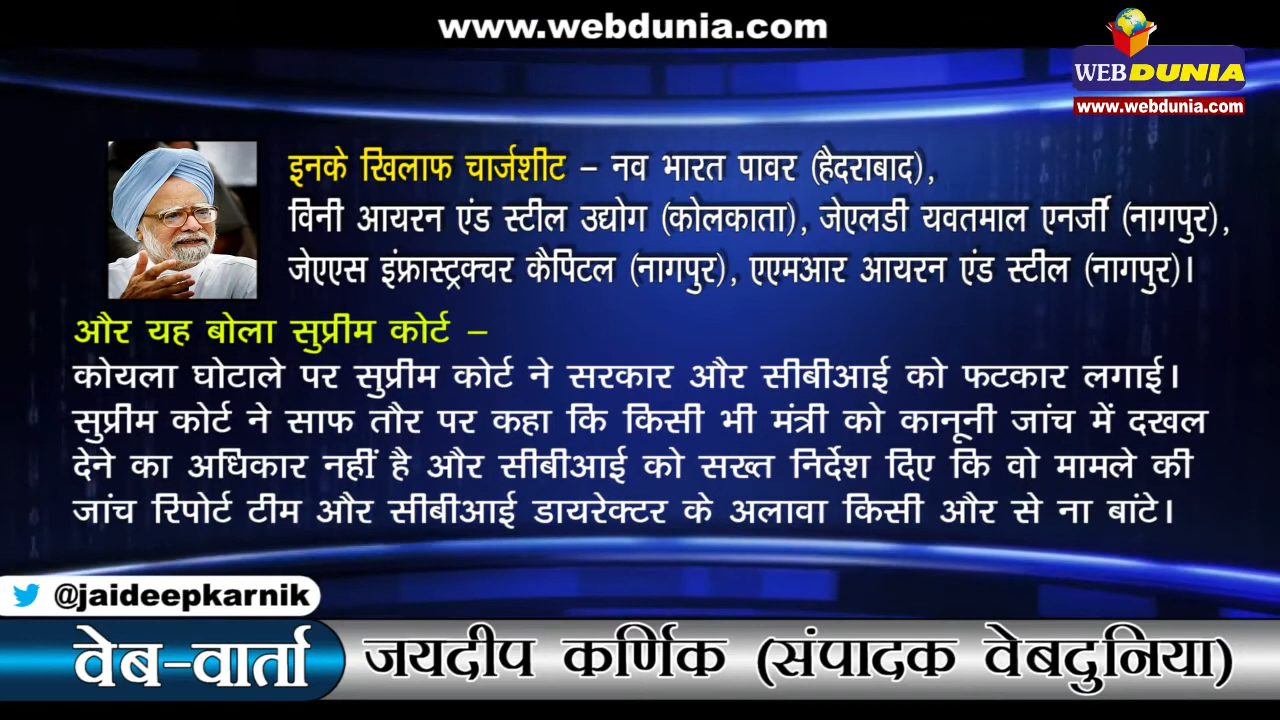 www.webdunia.com
WEBDUNIA
www.webdunia.com
इनके खिलाफ चार्जशीट – नव भारत पावर (हैदराबाद),
विनी आयरन एंड स्टील उद्योग (कोलकाता), जेएलडी यवतमाल एनर्जी (नागपुर),
जेएएस इंफ्रास्ट्रक्चर कैपिटल (नागपुर), एएमआर आयरन एंड स्टील (नागपुर)।
और यह बोला सुप्रीम कोर्ट –
कोयला घोटाले पर सुप्रीम कोर्ट ने सरकार और सीबीआई को फटकार लगाई।
सुप्रीम कोर्ट ने साफ तौर पर कहा कि किसी भी मंत्री को कानूनी जांच में दखल
देने का अधिकार नहीं है और सीबीआई को सख्त निर्देश दिए कि वो मामले की
जांच रिपोर्ट टीम और सीबीआई डायरेक्टर के अलावा किसी और से ना बांटे।
@jaideepkarnik
वेब-वार्ता
जयदीप कर्णिक (संपादक वेबदुनिया)